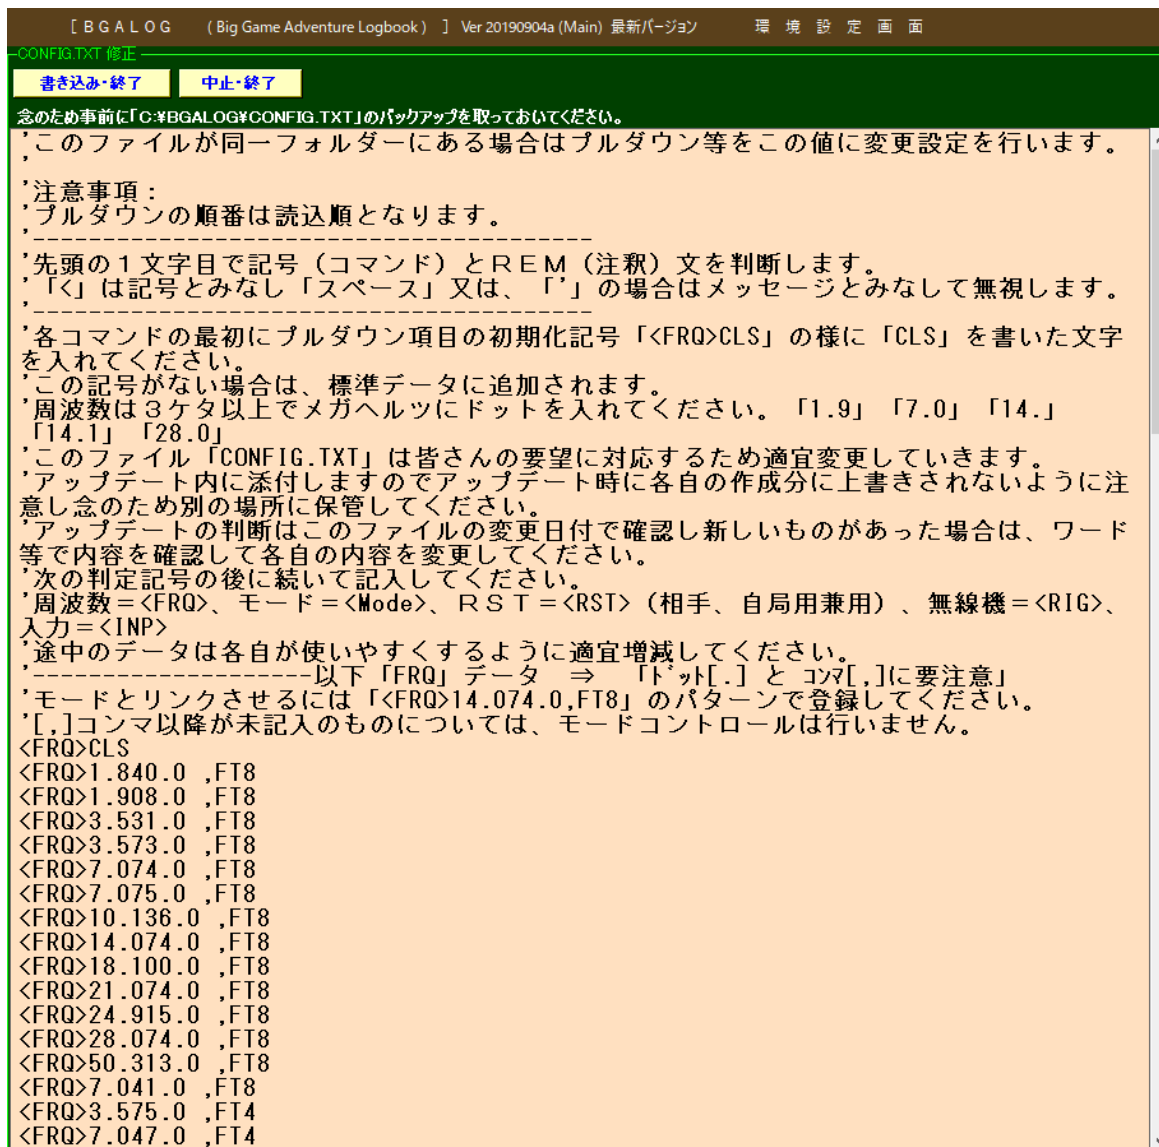 [ B G A L O G ( Big Game Adventure Logbook ) ] Ver 20190904a (Main) 最新バージョン 環 境 設 定 画 面
CONFIG.TXT 修正
書き込み・終了 中止・終了
念のため事前に「C:¥BGALOG¥CONFIG.TXT」のバックアップを取っておいてください。
'このファイルが同一フォルダーにある場合はプルダウン等をこの値に変更設定を行います。
'
'注意事項：
'プルダウンの順番は読込順となります。
'----------------------------------------
'先頭の１文字目で記号（コマンド）とＲＥＭ（注釈）文を判断します。
'「<」は記号とみなし「スペース」又は、「'」の場合はメッセージとみなして無視します。
'----------------------------------------
'各コマンドの最初にプルダウン項目の初期化記号「<FRQ>CLS」の様に「CLS」を書いた文字
を入れてください。
'この記号がない場合は、標準データに追加されます。
'周波数は３ケタ以上でメガヘルツにドットを入れてください。「1.9」「7.0」「14.」
「14.1」「28.0」
'このファイル「CONFIG.TXT」は皆さんの要望に対応するため適宜変更していきます。
'アップデート内に添付しますのでアップデート時に各自の作成分に上書きされないように注
意し念のため別の場所に保管してください。
'アップデートの判断はこのファイルの変更日付で確認し新しいものがあった場合は、ワード
等で内容を確認して各自の内容を変更してください。
'次の判定記号の後に続いて記入してください。
'周波数＝<FRQ>、モード＝<Mode>、ＲＳＴ＝<RST>（相手、自局用兼用）、無線機＝<RIG>、
入力＝<INP>
'途中のデータは各自が使いやすくするように適宜増減してください。
'--------------------以下「FRQ」データ ⇒ 「ﾄﾞｯﾄ[.] と ｺﾝﾏ[,]に要注意」
'モードとリンクさせるには「<FRQ>14.074.0,FT8」のパターンで登録してください。
'[,]コンマ以降が未記入のものについては、モードコントロールは行いません。
<FRQ>CLS
<FRQ>1.840.0 ,FT8
<FRQ>1.908.0 ,FT8
<FRQ>3.531.0 ,FT8
<FRQ>3.573.0 ,FT8
<FRQ>7.074.0 ,FT8
<FRQ>7.075.0 ,FT8
<FRQ>10.136.0 ,FT8
<FRQ>14.074.0 ,FT8
<FRQ>18.100.0 ,FT8
<FRQ>21.074.0 ,FT8
<FRQ>24.915.0 ,FT8
<FRQ>28.074.0 ,FT8
<FRQ>50.313.0 ,FT8
<FRQ>7.041.0 ,FT8
<FRQ>3.575.0 ,FT4
<FRQ>7.047.0 ,FT4